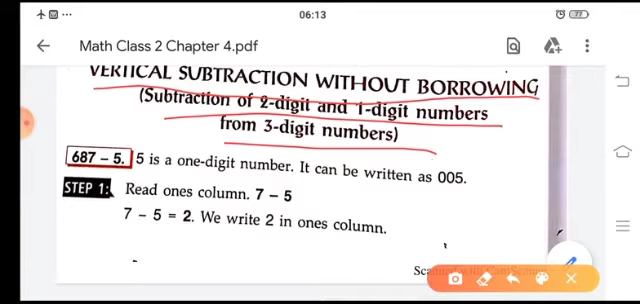 06:13
77
Math Class 2 Chapter 4.pdf
VERTICAL SUBTRACTION WITHOUT BORROWING
(Subtraction of 2-digit and 1-digit numbers
from 3-digit numbers)
687 – 5. 5 is a one-digit number. It can be written as 005.
STEP 1: Read ones column. 7 – 5
7 – 5 = 2. We write 2 in ones column.